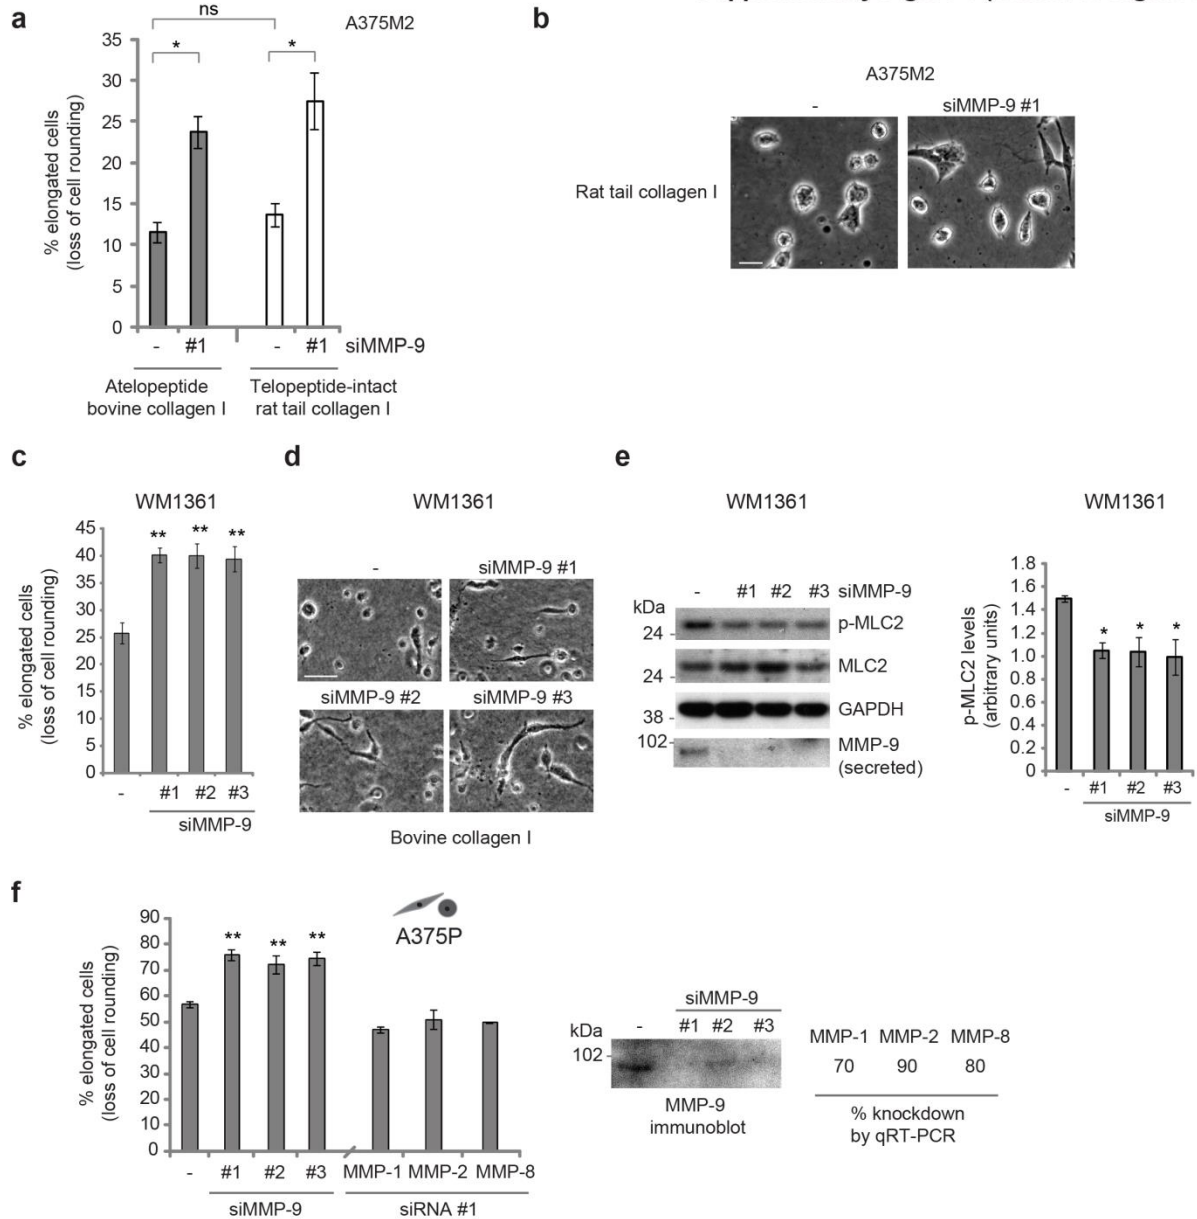 a
ns
A375M2
*
*
% elongated cells
(loss of cell rounding)
35
30
25
20
15
10
5
0
- #1 - #1 siMMP-9
Atelopeptide
bovine collagen I
Telopeptide-intact
rat tail collagen I
b
A375M2
- siMMP-9 #1
Rat tail collagen I
c
WM1361
% elongated cells
(loss of cell rounding)
45
40
35
30
25
20
15
10
5
0
** ** **
- #1 #2 #3
siMMP-9
d
WM1361
- siMMP-9 #1
siMMP-9 #2 siMMP-9 #3
Bovine collagen I
e
WM1361
- #1 #2 #3 siMMP-9
kDa
24 p-MLC2
24 MLC2
38 GAPDH
102 MMP-9
(secreted)
WM1361
p-MLC2 levels
(arbitrary units)
1.8
1.6
1.4
1.2
1.0
0.8
0.6
0.4
0.2
0
* * *
- #1 #2 #3
siMMP-9
f
A375P
% elongated cells
(loss of cell rounding)
90
80
70
60
50
40
30
20
10
0
** ** **
- #1 #2 #3 MMP-1 MMP-2 MMP-8
siMMP-9 siRNA #1
siMMP-9
kDa - #1 #2 #3
102
MMP-9
immunoblot
MMP-1 MMP-2 MMP-8
70 90 80
% knockdown
by qRT-PCR